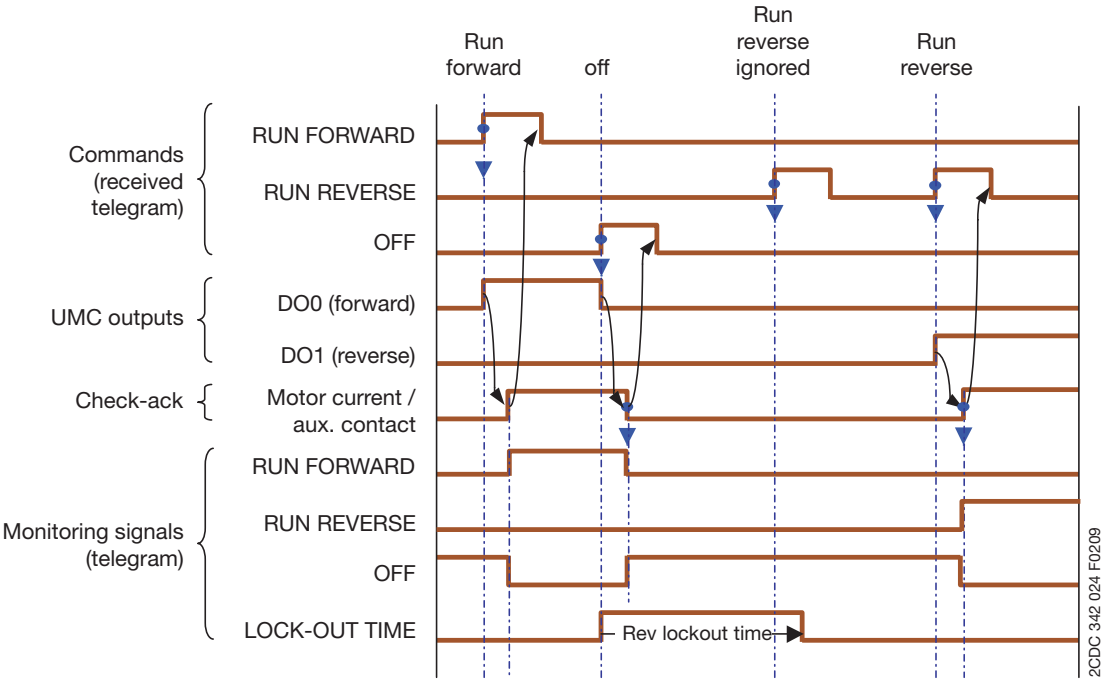 Run
forward
off
Run
reverse
ignored
Run
reverse
Commands
(received
telegram)
RUN FORWARD
RUN REVERSE
OFF
UMC outputs
DO0 (forward)
DO1 (reverse)
Check-ack
Motor current /
aux. contact
Monitoring signals
(telegram)
RUN FORWARD
RUN REVERSE
OFF
LOCK-OUT TIME
Rev lockout time
2CDC 342 024 F0209